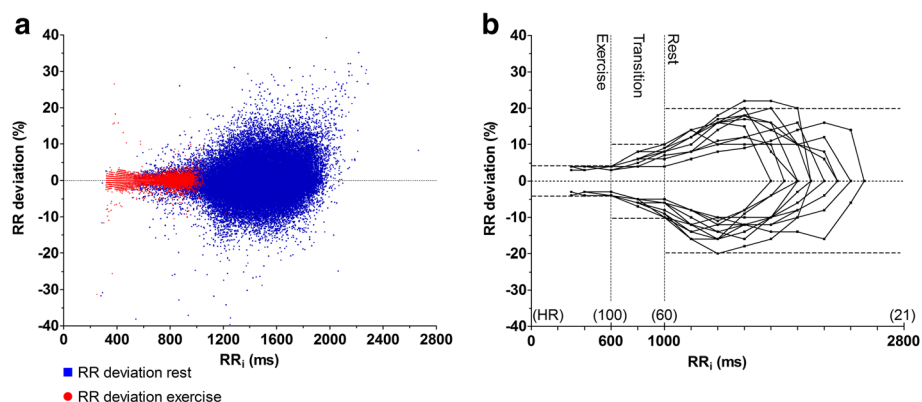 a
40
30
20
10
0
-10
-20
-30
-40
RR deviation (%)
0 400 800 1200 1600 2000 2400 2800
RRi (ms)
RR deviation rest
RR deviation exercise
b
40
30
20
10
0
-10
-20
-30
-40
RR deviation (%)
Exercise
Transition
Rest
(HR) (100) (60) (21)
0 600 1000 2800
RRi (ms)